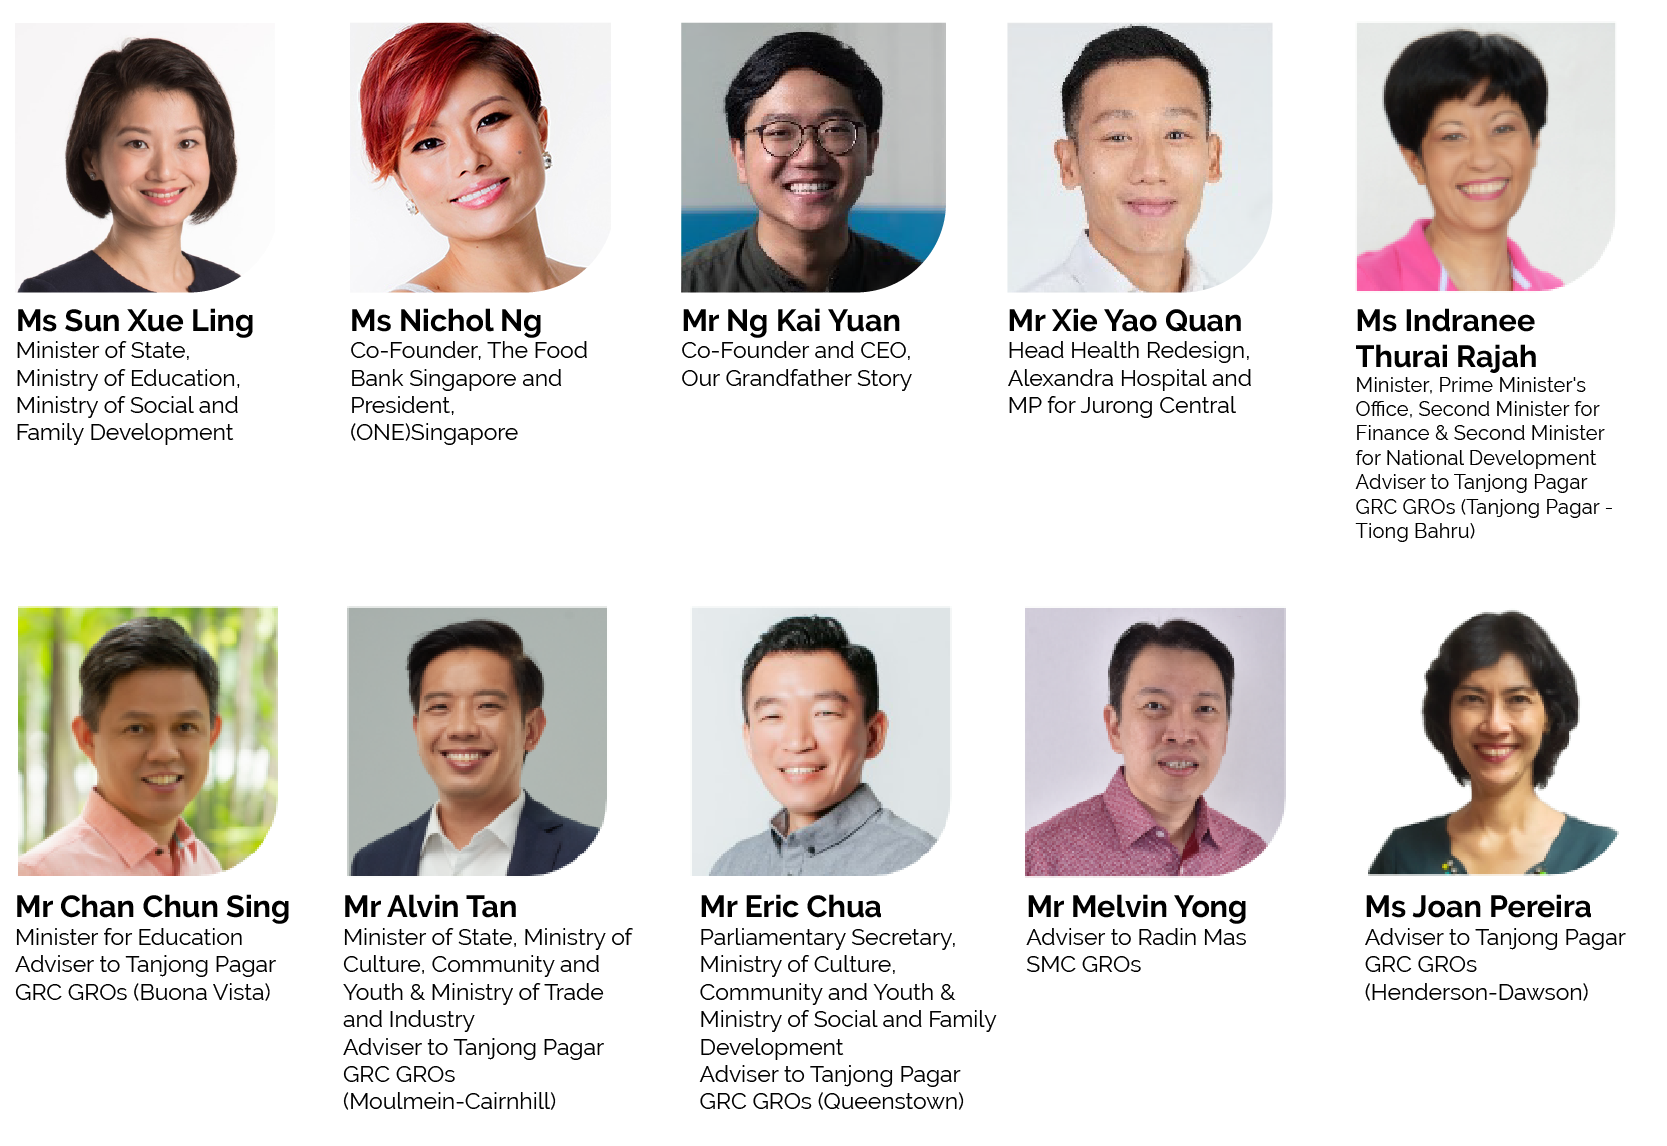 Ms Sun Xue Ling
Minister of State,
Ministry of Education,
Ministry of Social and
Family Development
Ms Nichol Ng
Co-Founder, The Food
Bank Singapore and
President,
(ONE)Singapore
Mr Ng Kai Yuan
Co-Founder and CEO,
Our Grandfather Story
Mr Xie Yao Quan
Head Health Redesign,
Alexandra Hospital and
MP for Jurong Central
Ms Indranee
Thurai Rajah
Minister, Prime Minister's
Office, Second Minister for
Finance & Second Minister
for National Development
Adviser to Tanjong Pagar
GRC GROs (Tanjong Pagar -
Tiong Bahru)
Mr Chan Chun Sing
Minister for Education
Adviser to Tanjong Pagar
GRC GROs (Buona Vista)
Mr Alvin Tan
Minister of State, Ministry of
Culture, Community and
Youth & Ministry of Trade
and Industry
Adviser to Tanjong Pagar
GRC GROs
(Moulmein-Cairnhill)
Mr Eric Chua
Parliamentary Secretary,
Ministry of Culture,
Community and Youth &
Ministry of Social and Family
Development
Adviser to Tanjong Pagar
GRC GROs (Queenstown)
Mr Melvin Yong
Adviser to Radin Mas
SMC GROs
Ms Joan Pereira
Adviser to Tanjong Pagar
GRC GROs
(Henderson-Dawson)